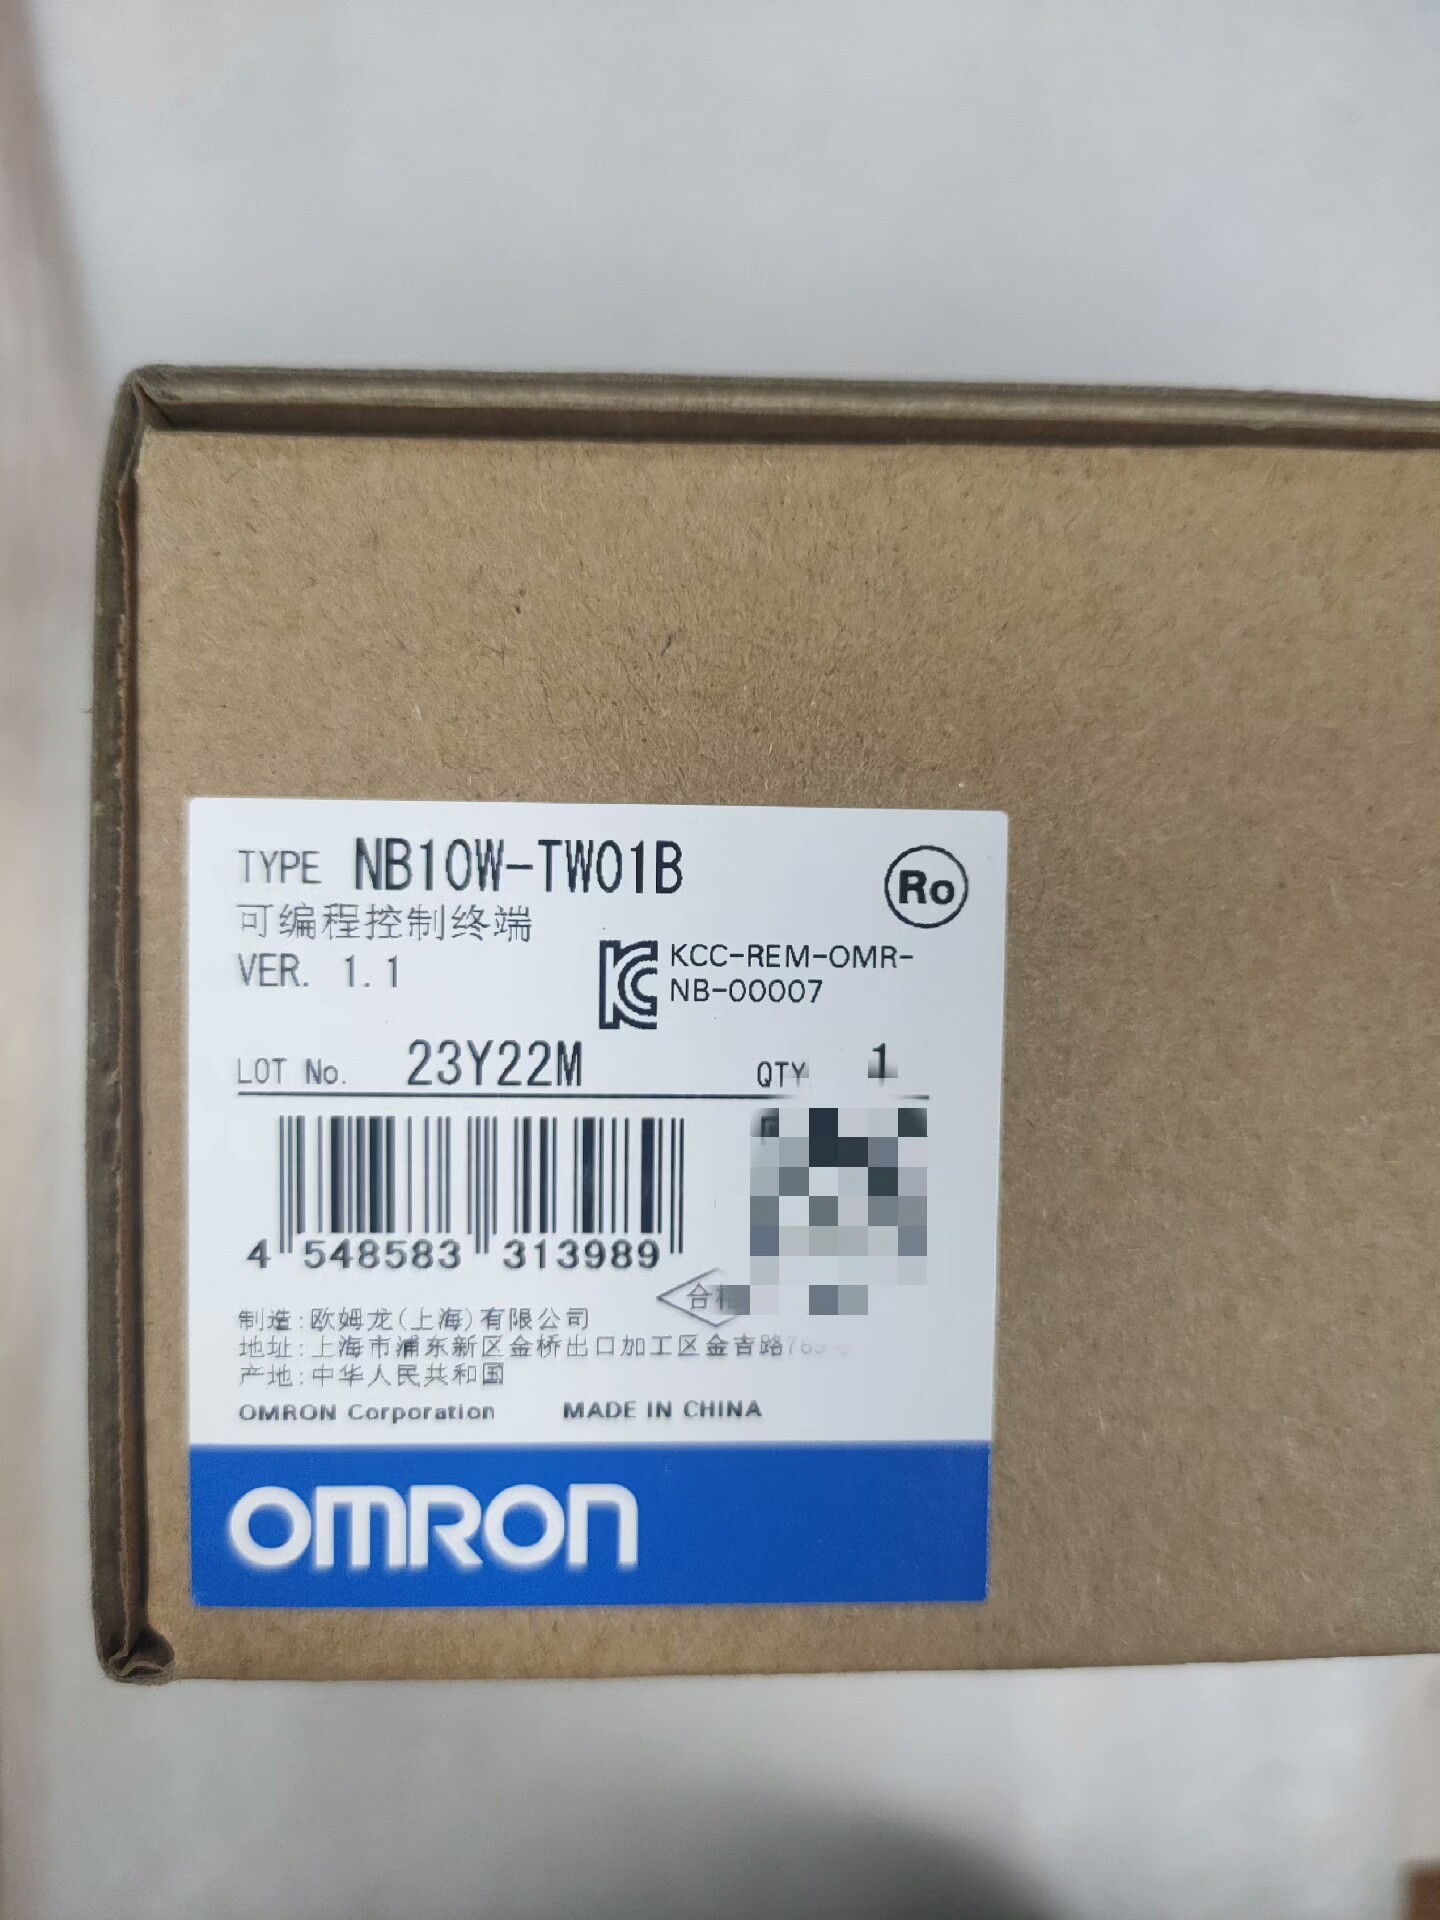 TYPE NB10W-TW01B
Ro
可编程控制终端
VER. 1.1
KCC-REM-OMR-
NB-00007
LOT No. 23Y22M QTY 1
4 548583 313989
合格
制造:欧姆龙(上海)有限公司
地址:上海市浦东新区金桥出口加工区金吉路
产地:中华人民共和国
OMRON Corporation MADE IN CHINA
OMRON